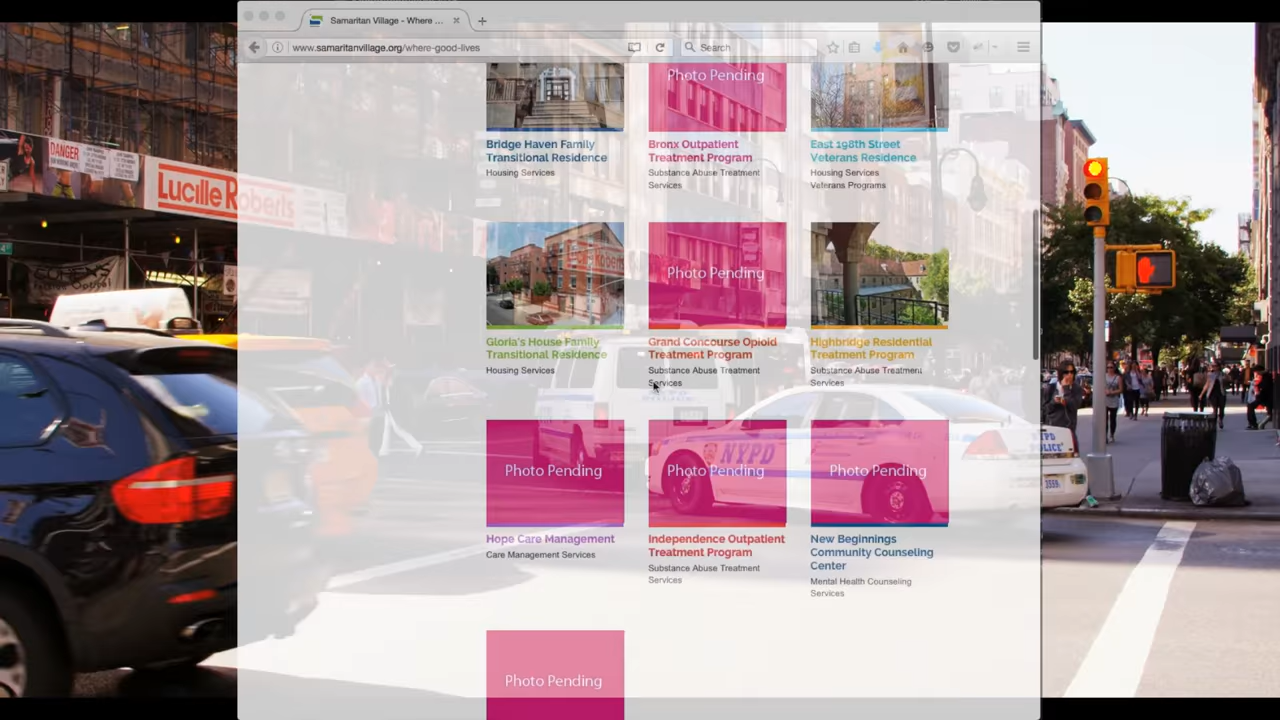 Samaritan Village - Where ...
www.samaritanvillage.org/where-good-lives
Search
Photo Pending
Bridge Haven Family
Transitional Residence
Housing Services
Bronx Outpatient
Treatment Program
Substance Abuse Treatment
Services
East 198th Street
Veterans Residence
Housing Services
Veterans Programs
DANGER
Lucille Roberts
Photo Pending
Gloria's House Family
Transitional Residence
Housing Services
Grand Concourse Opioid
Treatment Program
Substance Abuse Treatment
Services
Highbridge Residential
Treatment Program
Substance Abuse Treatment
Services
Photo Pending
Photo Pending
Photo Pending
NYPD
NYPD
POLICE
Hope Care Management
Care Management Services
Independence Outpatient
Treatment Program
Substance Abuse Treatment
Services
New Beginnings
Community Counseling
Center
Mental Health Counseling
Services
Photo Pending